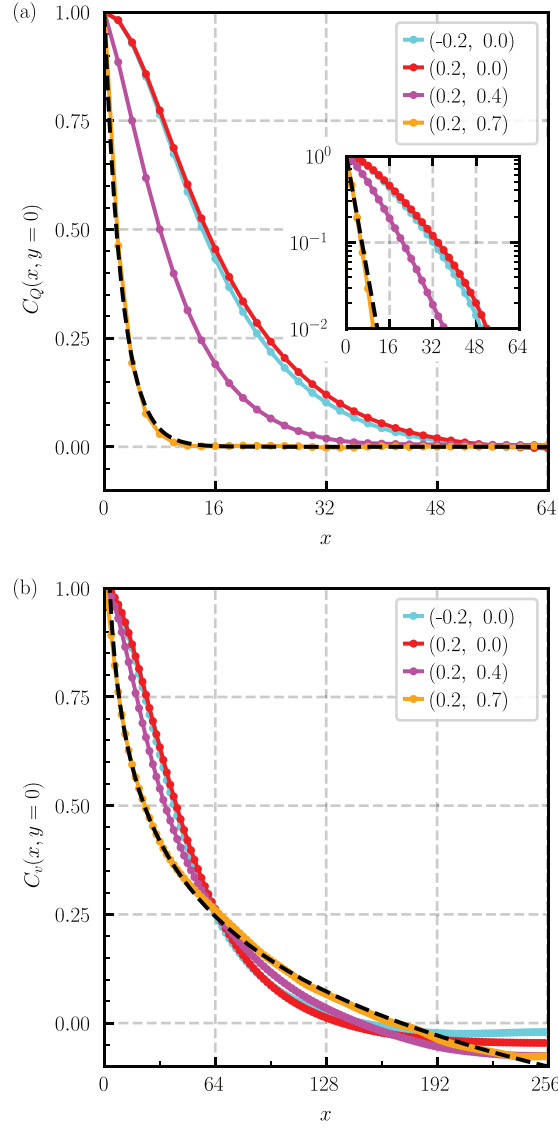 (a)
1.00
0.75
0.50
0.25
0.00
C_Q(x, y = 0)
(-0.2, 0.0)
(0.2, 0.0)
(0.2, 0.4)
(0.2, 0.7)
10^0
10^{-1}
10^{-2}
0 16 32 48 64
0 16 32 48 64
x
(b)
1.00
0.75
0.50
0.25
0.00
C_v(x, y = 0)
(-0.2, 0.0)
(0.2, 0.0)
(0.2, 0.4)
(0.2, 0.7)
0 64 128 192 256
x